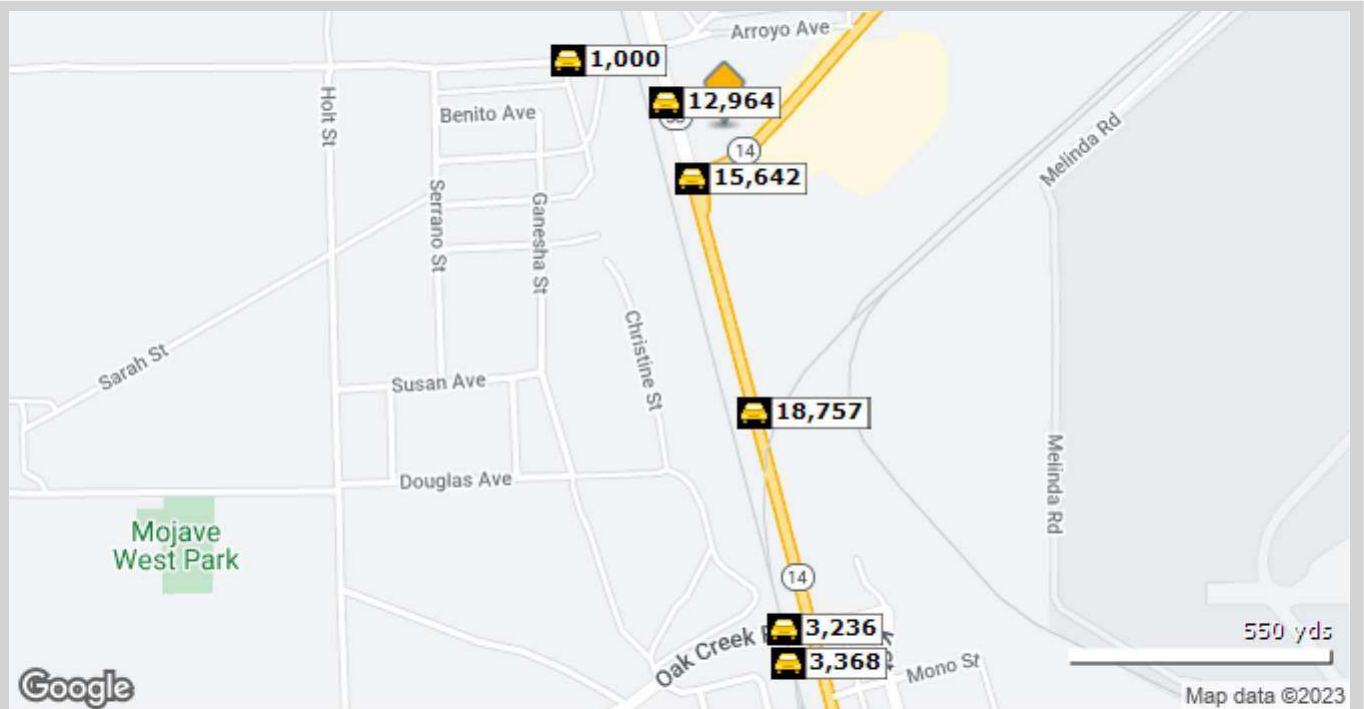 Arroyo Ave
1,000
12,964
Holt St
Benito Ave
14
15,642
Melinda Rd
Serrano St
Ganesha St
Christine St
Sarah St
Susan Ave
18,757
Douglas Ave
Melinda Rd
Mojave
West Park
14
3,236
550 yds
Oak Creek
3,368
Mono St
Google
Map data ©2023